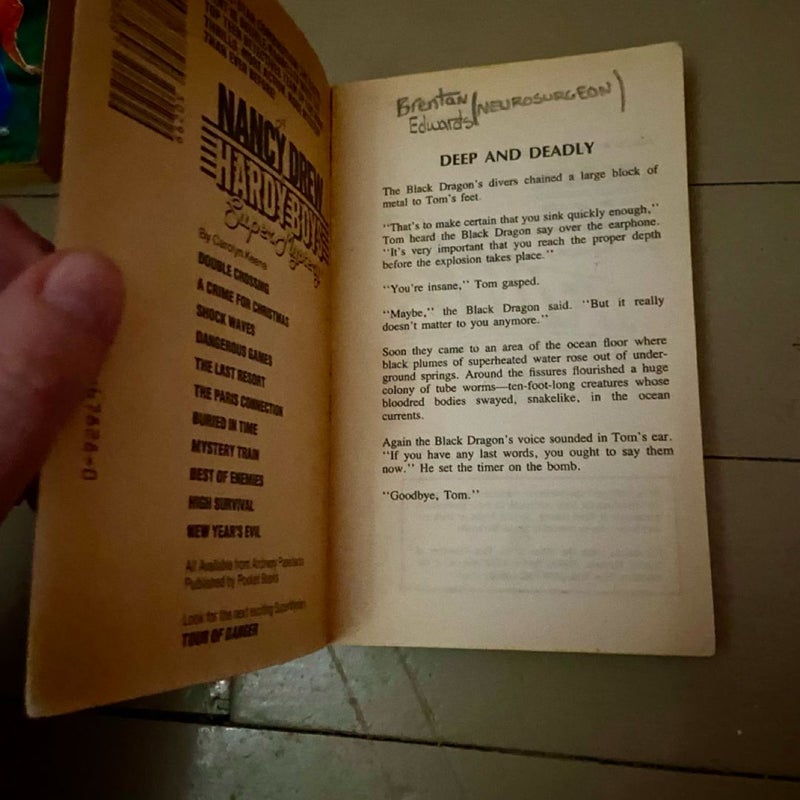 TOP TEEN DETECTIVES
THAN EVER BEFORE!
NANCY DREW
HARDY BOYS
SuperMystery
By Carolyn Keene
DOUBLE CROSSING
A CRIME FOR CHRISTMAS
SHOCK WAVES
DANGEROUS GAMES
THE LAST RESORT
THE PARIS CONNECTION
BURIED IN TIME
MYSTERY TRAIN
BEST OF ENEMIES
HIGH SURVIVAL
NEW YEAR'S EVIL
All Available from Archway Paperbacks
Published by Pocket Books
Look for the next exciting SuperMystery
TOUR OF DANGER
Brentan
Edwards (NEUROSURGEON)
DEEP AND DEADLY
The Black Dragon's divers chained a large block of
metal to Tom's feet.
"That's to make certain that you sink quickly enough,"
Tom heard the Black Dragon say over the earphone.
"It's very important that you reach the proper depth
before the explosion takes place."
"You're insane," Tom gasped.
"Maybe," the Black Dragon said. "But it really
doesn't matter to you anymore."
Soon they came to an area of the ocean floor where
black plumes of superheated water rose out of under-
ground springs. Around the fissures flourished a huge
colony of tube worms—ten-foot-long creatures whose
bloodred bodies swayed, snakelike, in the ocean
currents.
Again the Black Dragon's voice sounded in Tom's ear.
"If you have any last words, you ought to say them
now." He set the timer on the bomb.
"Goodbye, Tom."